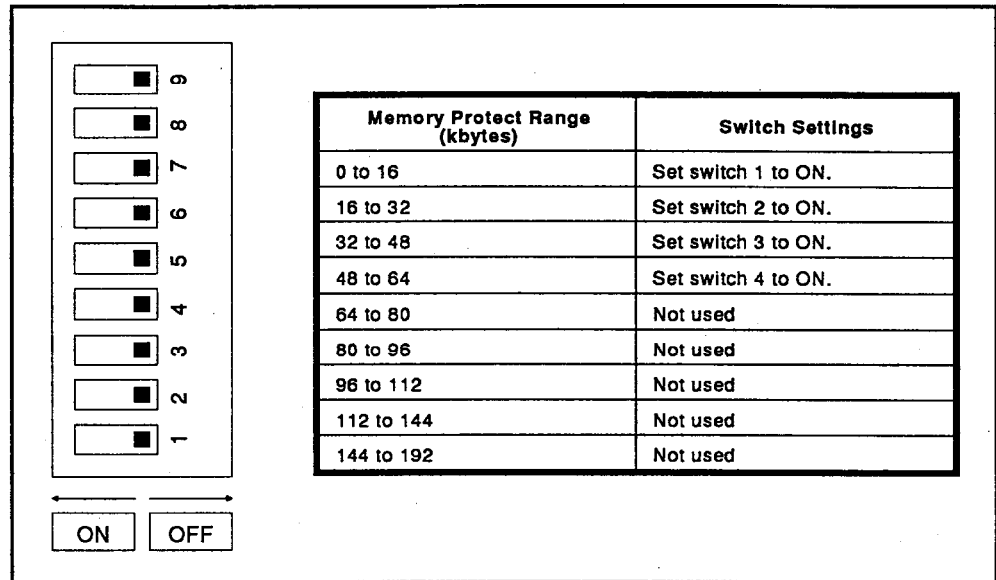 9
8
7
6
5
4
3
2
1
ON OFF
Memory Protect Range (kbytes) Switch Settings
0 to 16 Set switch 1 to ON.
16 to 32 Set switch 2 to ON.
32 to 48 Set switch 3 to ON.
48 to 64 Set switch 4 to ON.
64 to 80 Not used
80 to 96 Not used
96 to 112 Not used
112 to 144 Not used
144 to 192 Not used